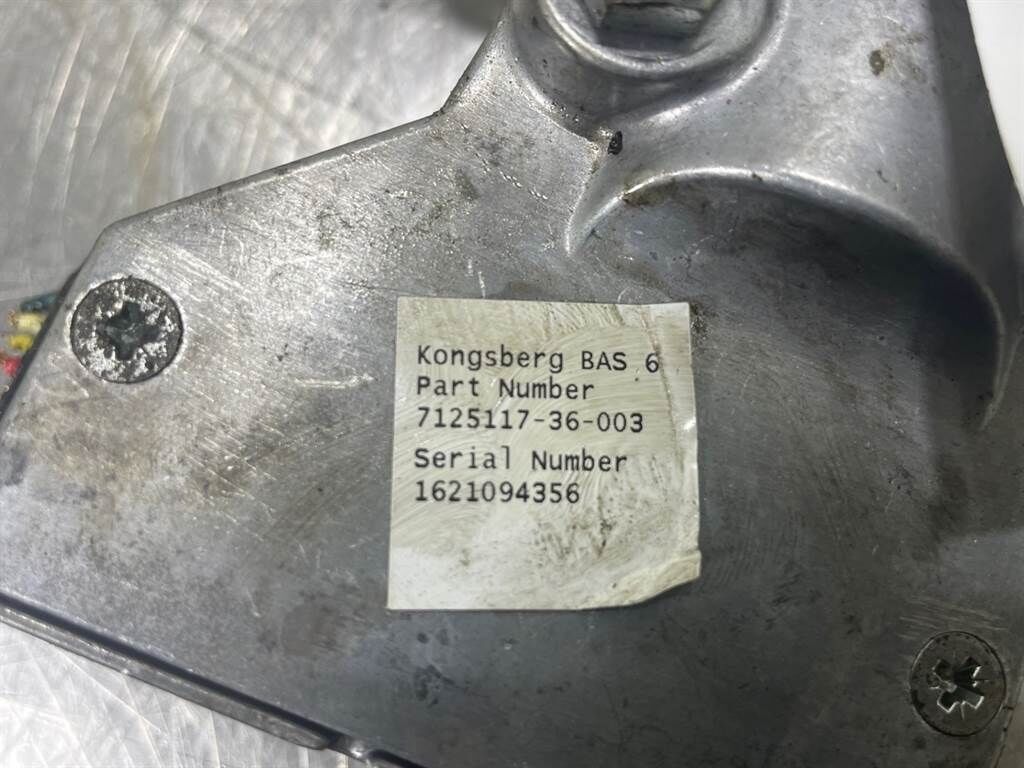 Kongsberg BAS 6
Part Number
7125117-36-003
Serial Number
1621094356